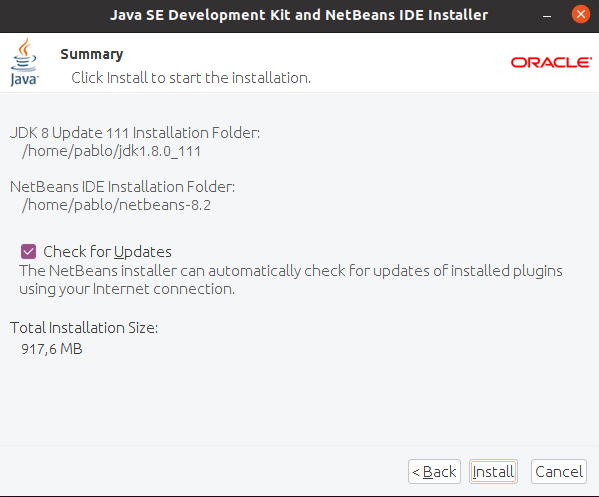 Java SE Development Kit and NetBeans IDE Installer
Summary
Click Install to start the installation.
Java
ORACLE
JDK 8 Update 111 Installation Folder:
/home/pablo/jdk1.8.0_111
NetBeans IDE Installation Folder:
/home/pablo/netbeans-8.2
Check for Updates
The NetBeans installer can automatically check for updates of installed plugins
using your Internet connection.
Total Installation Size:
917,6 MB
< Back Install Cancel